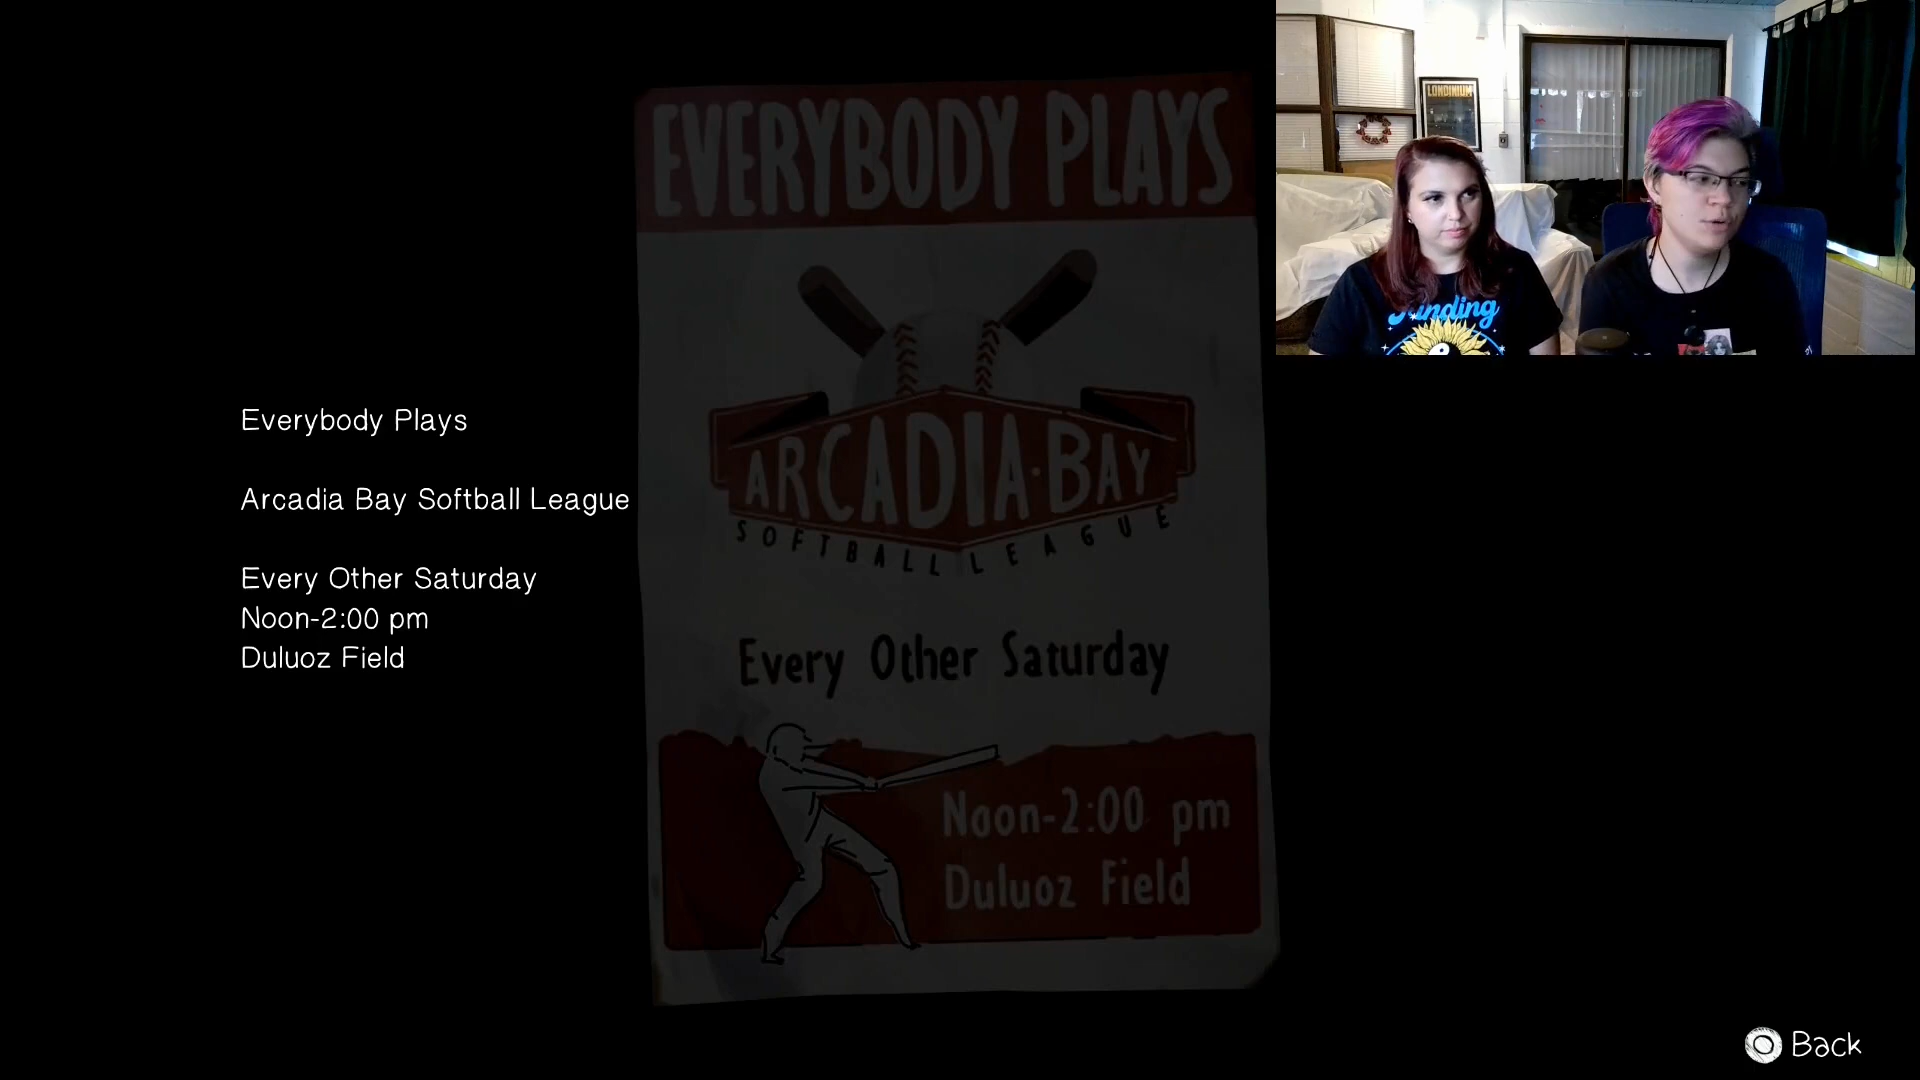 Everybody Plays
Arcadia Bay Softball League
Every Other Saturday
Noon-2:00 pm
Duluoz Field
EVERYBODY PLAYS
ARCADIA·BAY
SOFTBALL LEAGUE
Every Other Saturday
Noon-2:00 pm
Duluoz Field
LONDINIUM
Finding
Back